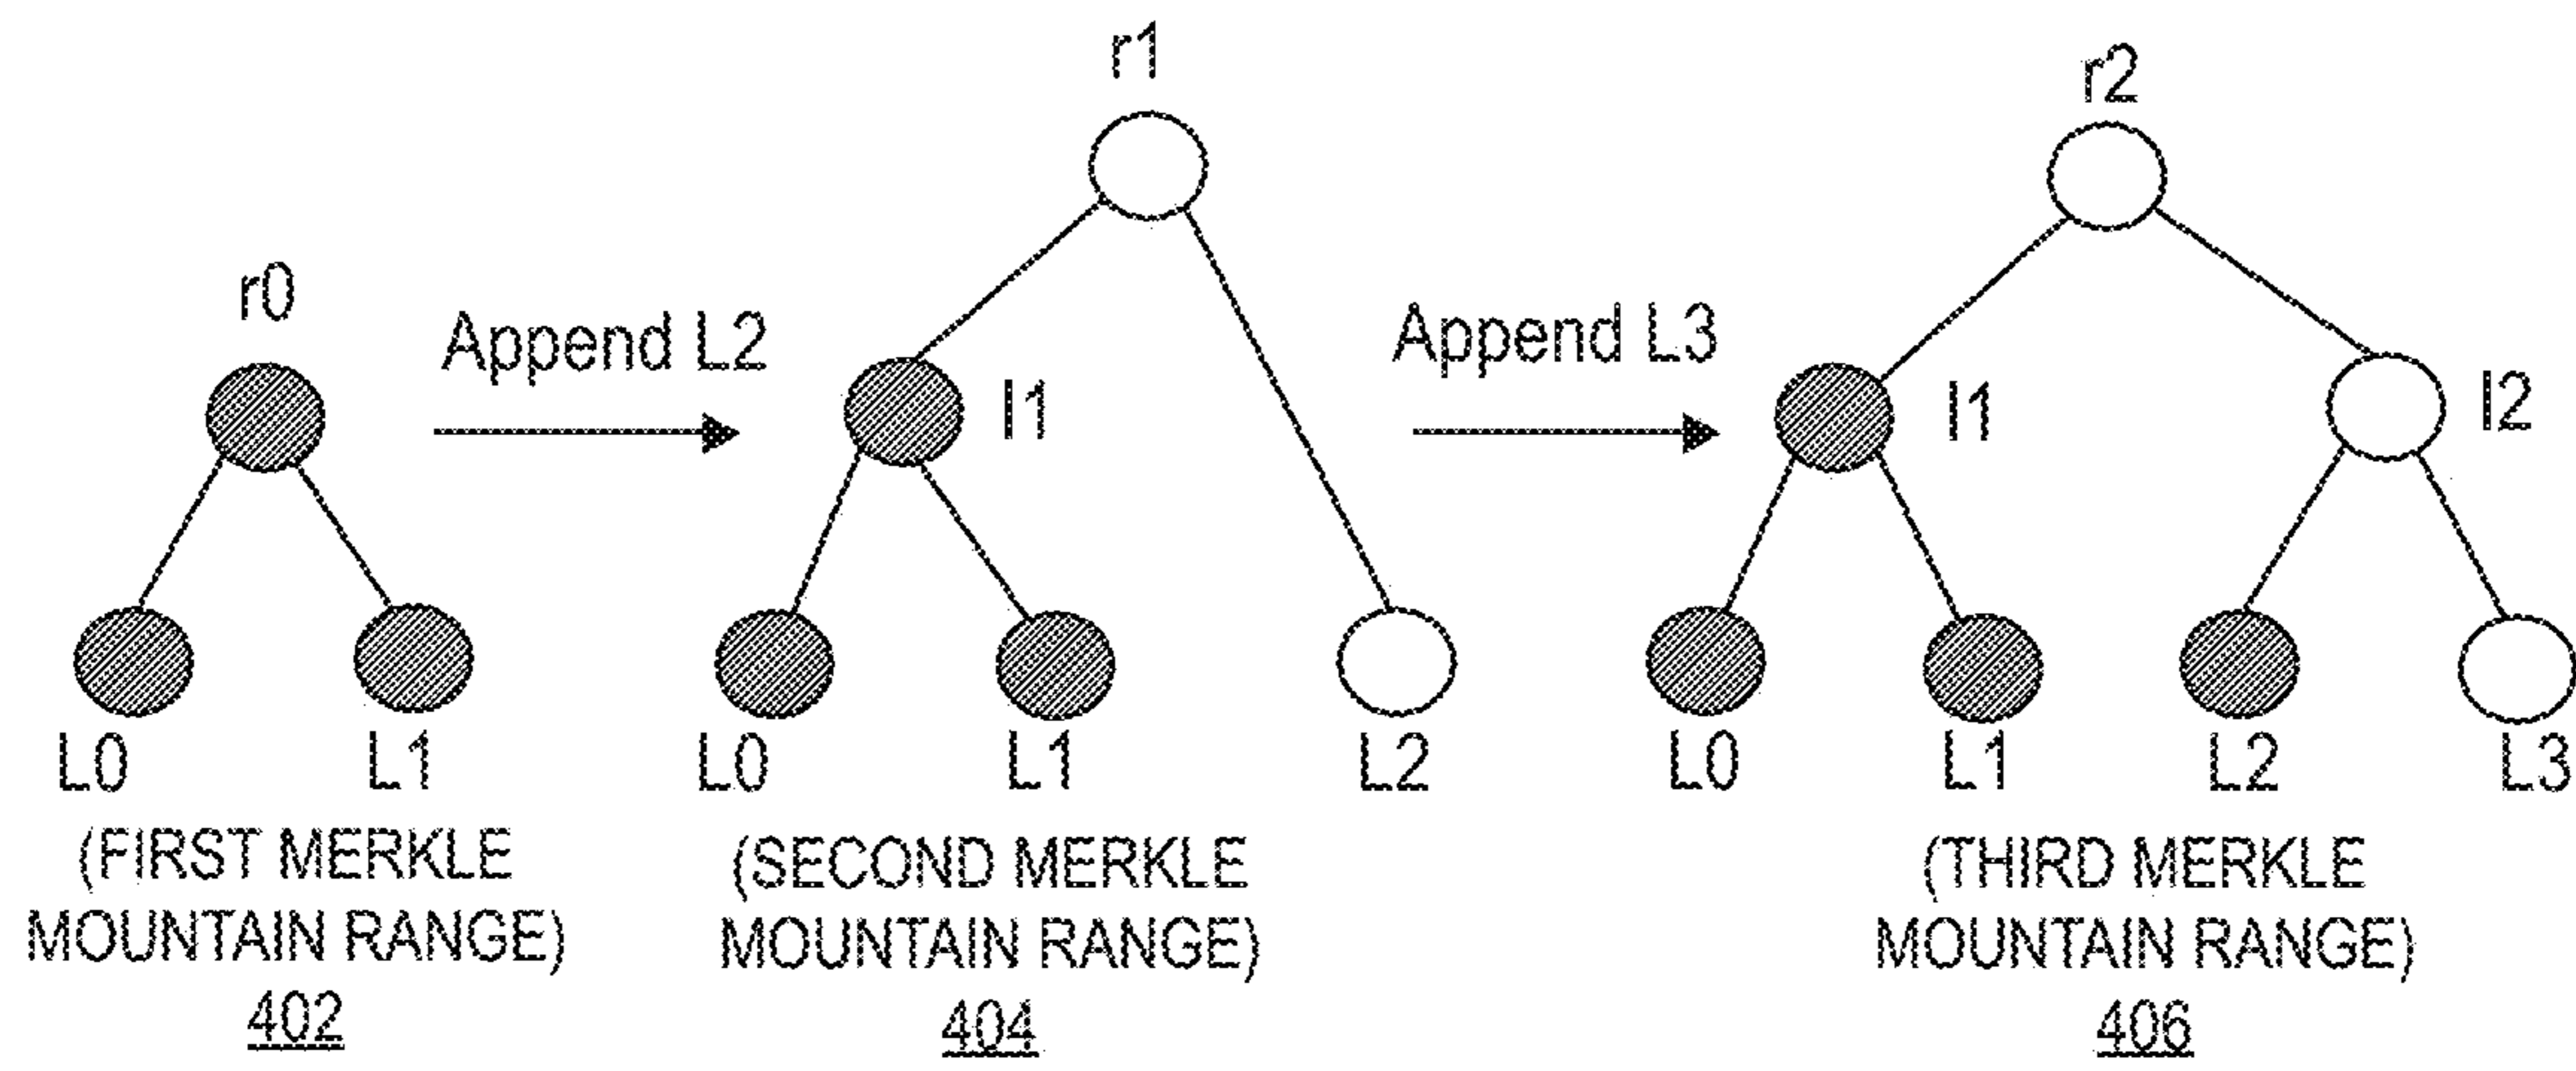 r1
r2
r0
Append L2
Append L3
I1
I1
I2
L0
L1
L0
L1
L2
L0
L1
L2
L3
(FIRST MERKLE
MOUNTAIN RANGE)
402
(SECOND MERKLE
MOUNTAIN RANGE)
404
(THIRD MERKLE
MOUNTAIN RANGE)
406